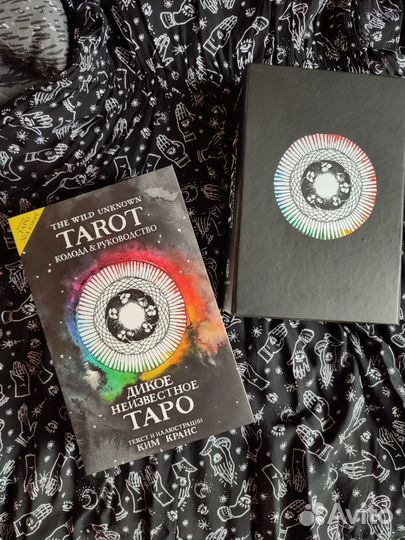 THE WILD UNKNOWN
TAROT
КОЛОДА & РУКОВОДСТВО
ДИКОЕ
НЕИЗВЕСТНОЕ
ТАРО
ТЕКСТ И ИЛЛЮСТРАЦИИ
КИМ КРАНС
Avito